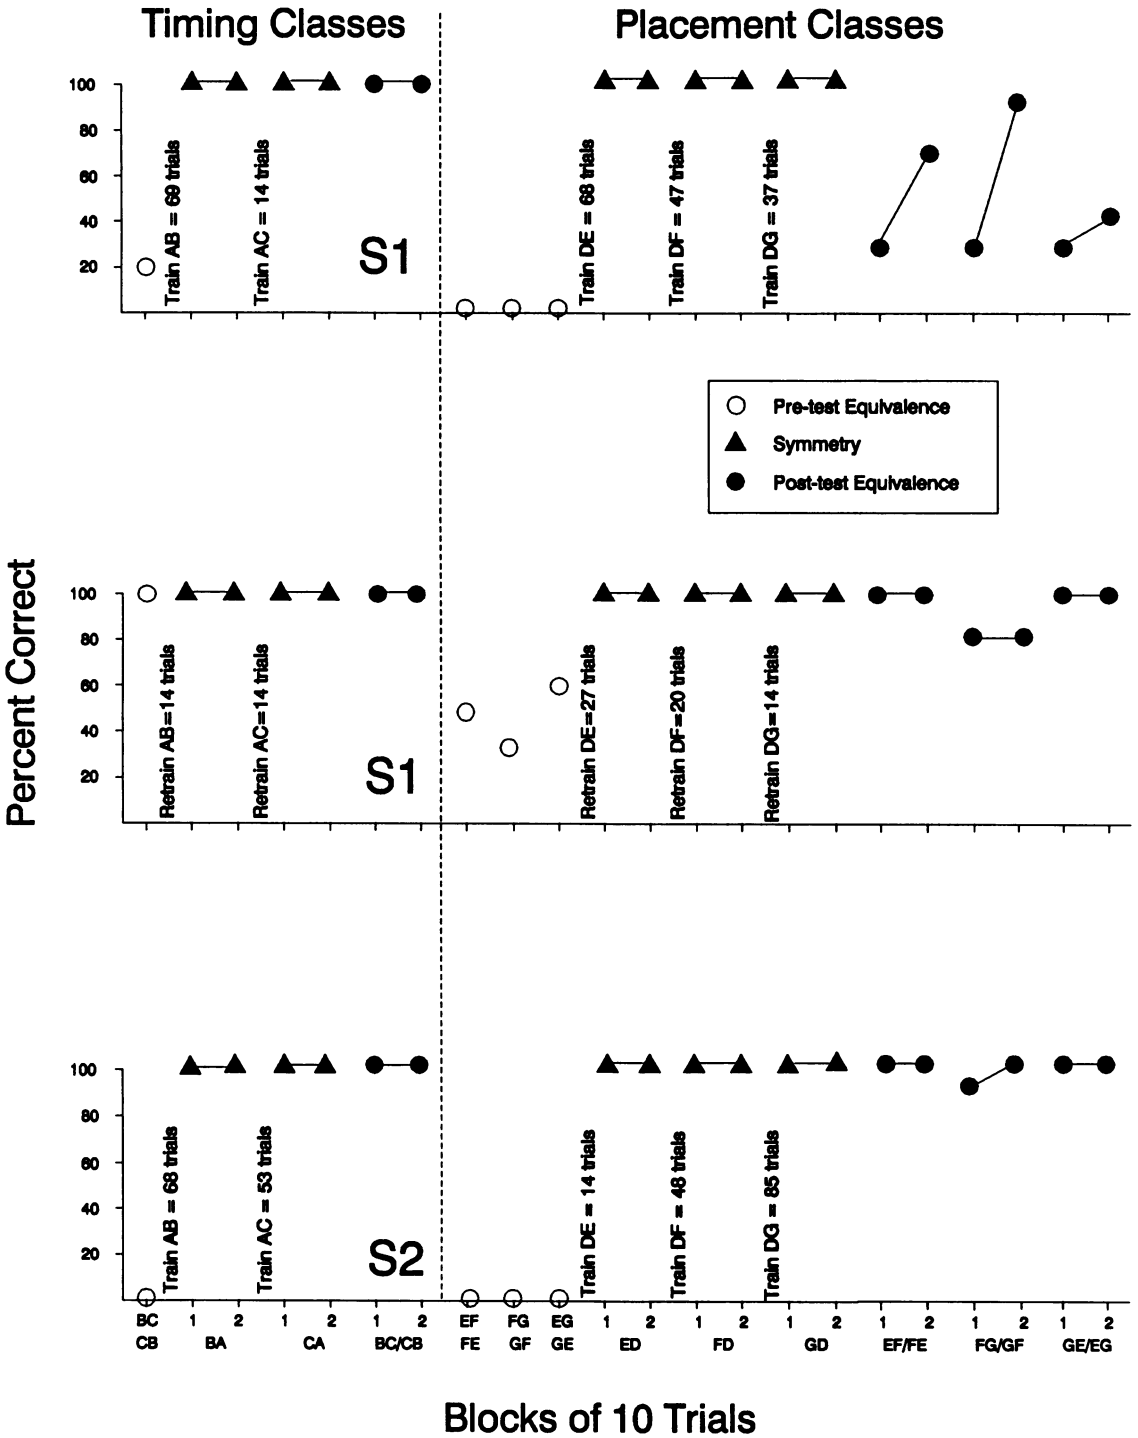 Timing Classes
Placement Classes
100
80
60
40
20
Train AB = 69 trials
Train AC = 14 trials
S1
Train DE = 68 trials
Train DF = 47 trials
Train DG = 37 trials
Pre-test Equivalence
Symmetry
Post-test Equivalence
Percent Correct
100
80
60
40
20
Retrain AB=14 trials
Retrain AC=14 trials
S1
Retrain DE=27 trials
Retrain DF=20 trials
Retrain DG=14 trials
100
80
60
40
20
Train AB = 68 trials
Train AC = 53 trials
S2
Train DE = 14 trials
Train DF = 48 trials
Train DG = 85 trials
BC 1 2 1 2 1 2 EF FG EG 1 2 1 2 1 2 1 2 1 2 1 2
CB BA CA BC/CB FE GF GE ED FD GD EF/FE FG/GF GE/EG
Blocks of 10 Trials